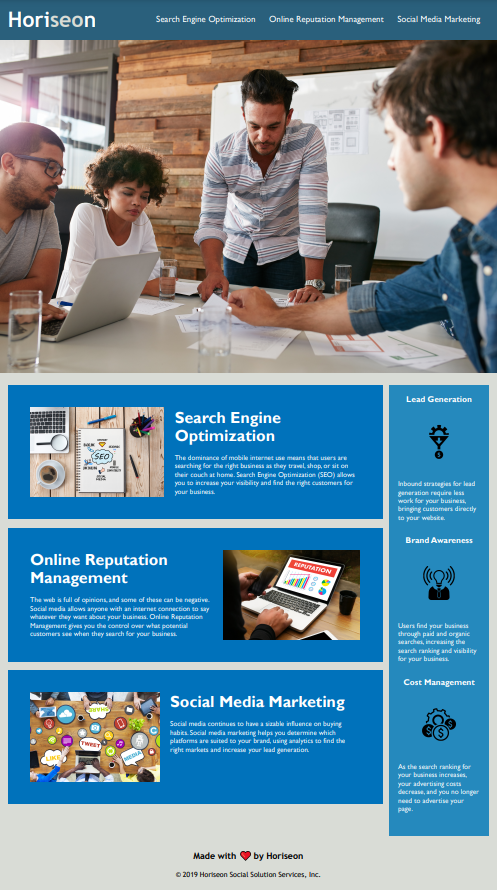 Horiseon
Search Engine Optimization
Online Reputation Management
Social Media Marketing
SEO
Search Engine
Optimization
The dominance of mobile internet use means that users are
searching for the right business as they travel, shop, or sit on
their couch at home. Search Engine Optimization (SEO) allows
you to increase your visibility and find the right customers for
your business.
Online Reputation
Management
The web is full of opinions, and some of these can be negative.
Social media allows anyone with an internet connection to say
whatever they want about your business. Online Reputation
Management gives you the control over what potential
customers see when they search for your business.
REPUTATION
Social Media Marketing
Social media continues to have a sizable influence on buying
habits. Social media marketing helps you determine which
platforms are suited to your brand, using analytics to find the
right markets and increase your lead generation.
SHARE
TWEET
LIKE
MEDIA
Lead Generation
Inbound strategies for lead
generation require less
work for your business,
bringing customers directly
to your website.
Brand Awareness
Users find your business
through paid and organic
searches, increasing the
search ranking and visibility
for your business.
Cost Management
As the search ranking for
your business increases,
your advertising costs
decrease, and you no longer
need to advertise your
page.
Made with ❤️ by Horiseon
© 2019 Horiseon Social Solution Services, Inc.